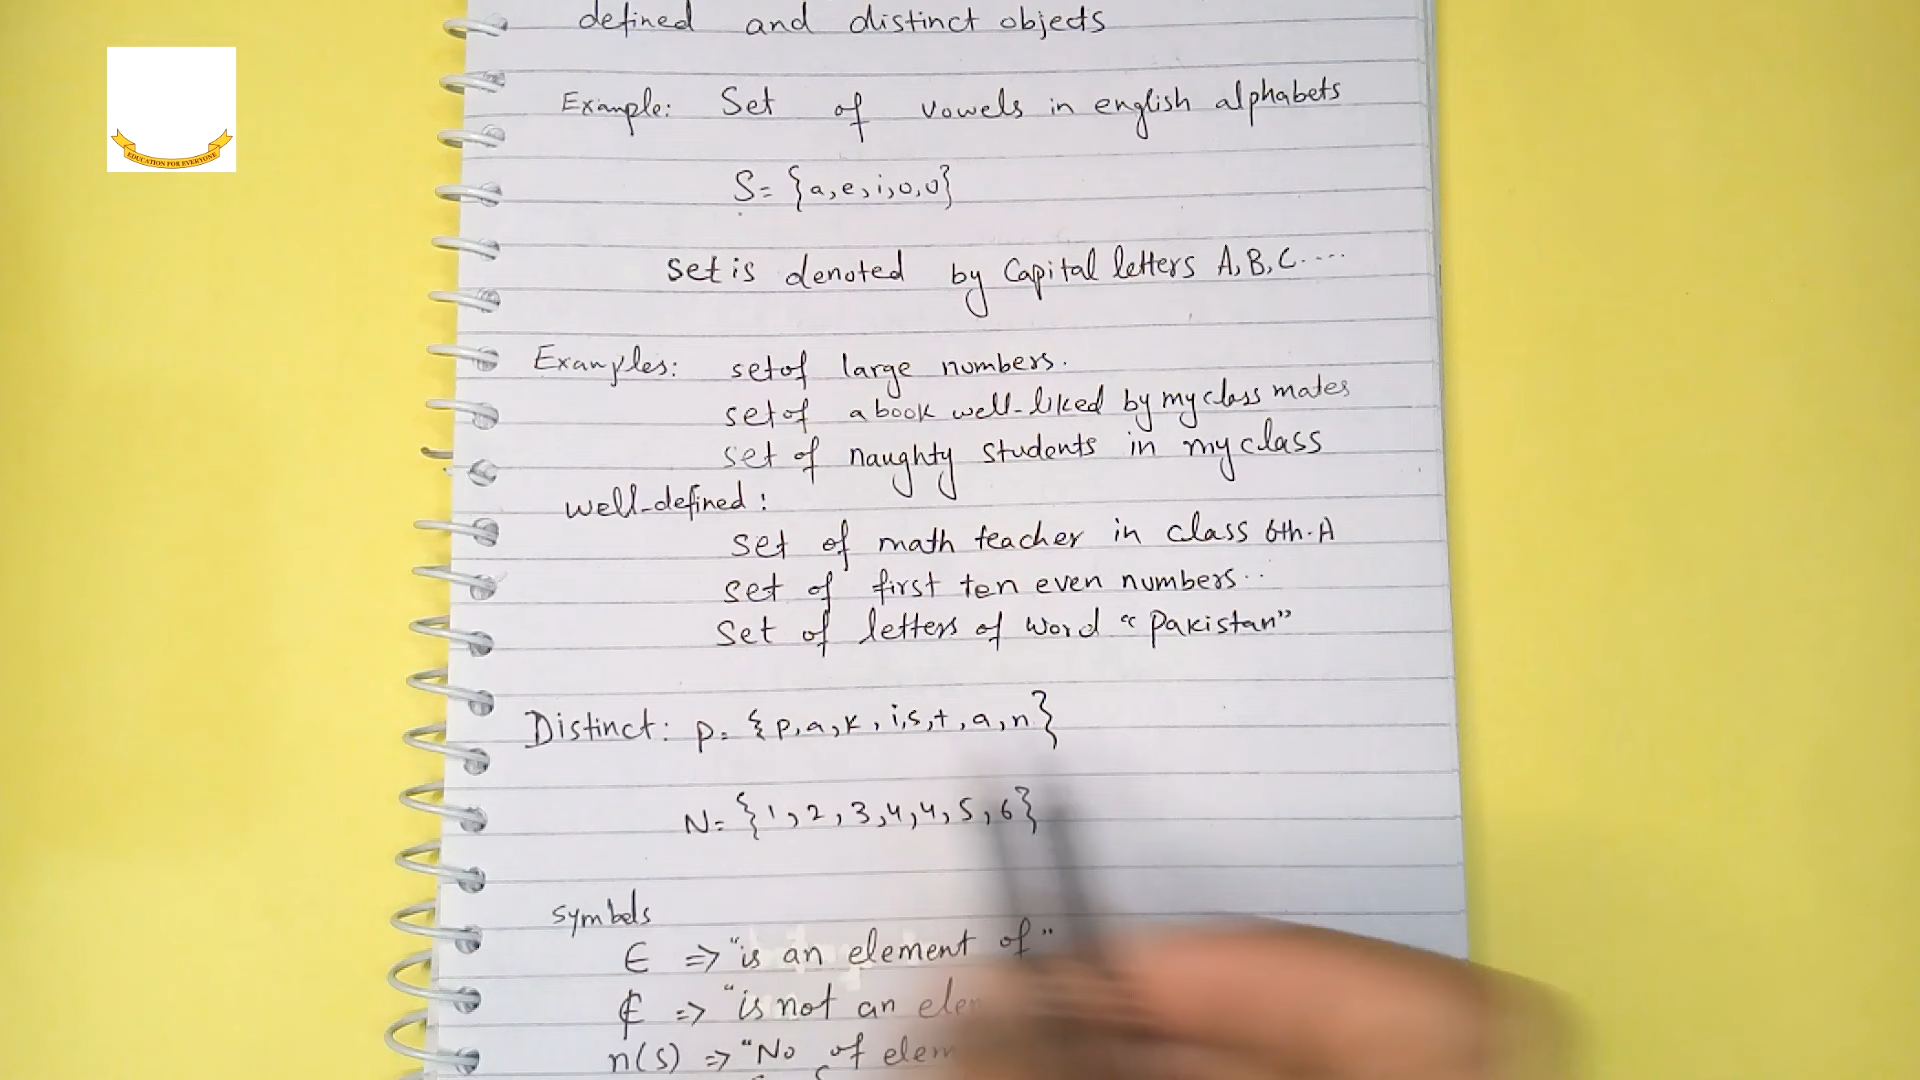 defined and distinct objects
EDUCATION FOR EVERYONE
Example: Set of vowels in english alphabets
S= {a,e,i,o,u}
set is denoted by Capital letters A,B,C....
Examples: set of large numbers.
set of a book well-liked by my class mates
set of naughty students in my class
well-defined:
set of math teacher in class 6th.A
set of first ten even numbers..
Set of letters of word "Pakistan"
Distinct: P= {p,a,k,i,s,t,a,n}
N= {1,2,3,4,4,5,6}
symbols
∈ => "is an element of"
∉ => "is not an
n(s) => "No of